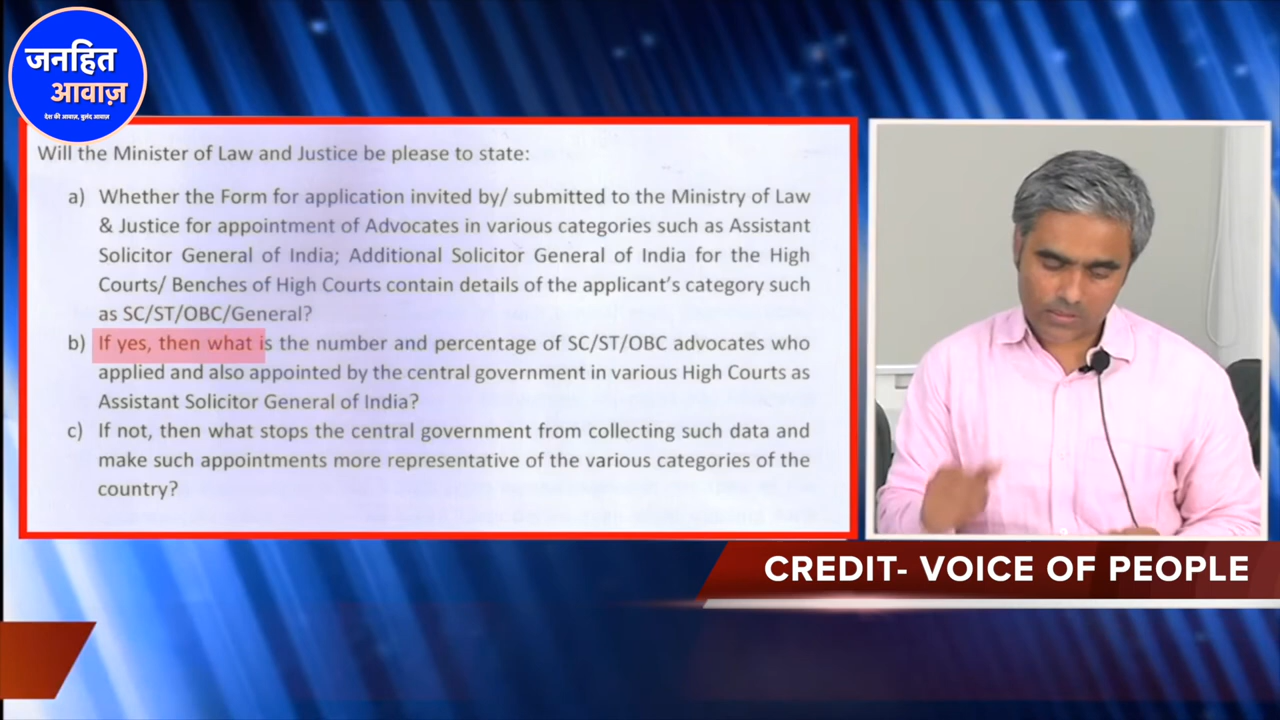 जनहित
आवाज़
देश की आवाज़, बुलंद आवाज़
Will the Minister of Law and Justice be please to state:
a) Whether the Form for application invited by/ submitted to the Ministry of Law
& Justice for appointment of Advocates in various categories such as Assistant
Solicitor General of India; Additional Solicitor General of India for the High
Courts/ Benches of High Courts contain details of the applicant's category such
as SC/ST/OBC/General?
b) If yes, then what is the number and percentage of SC/ST/OBC advocates who
applied and also appointed by the central government in various High Courts as
Assistant Solicitor General of India?
c) If not, then what stops the central government from collecting such data and
make such appointments more representative of the various categories of the
country?
CREDIT- VOICE OF PEOPLE